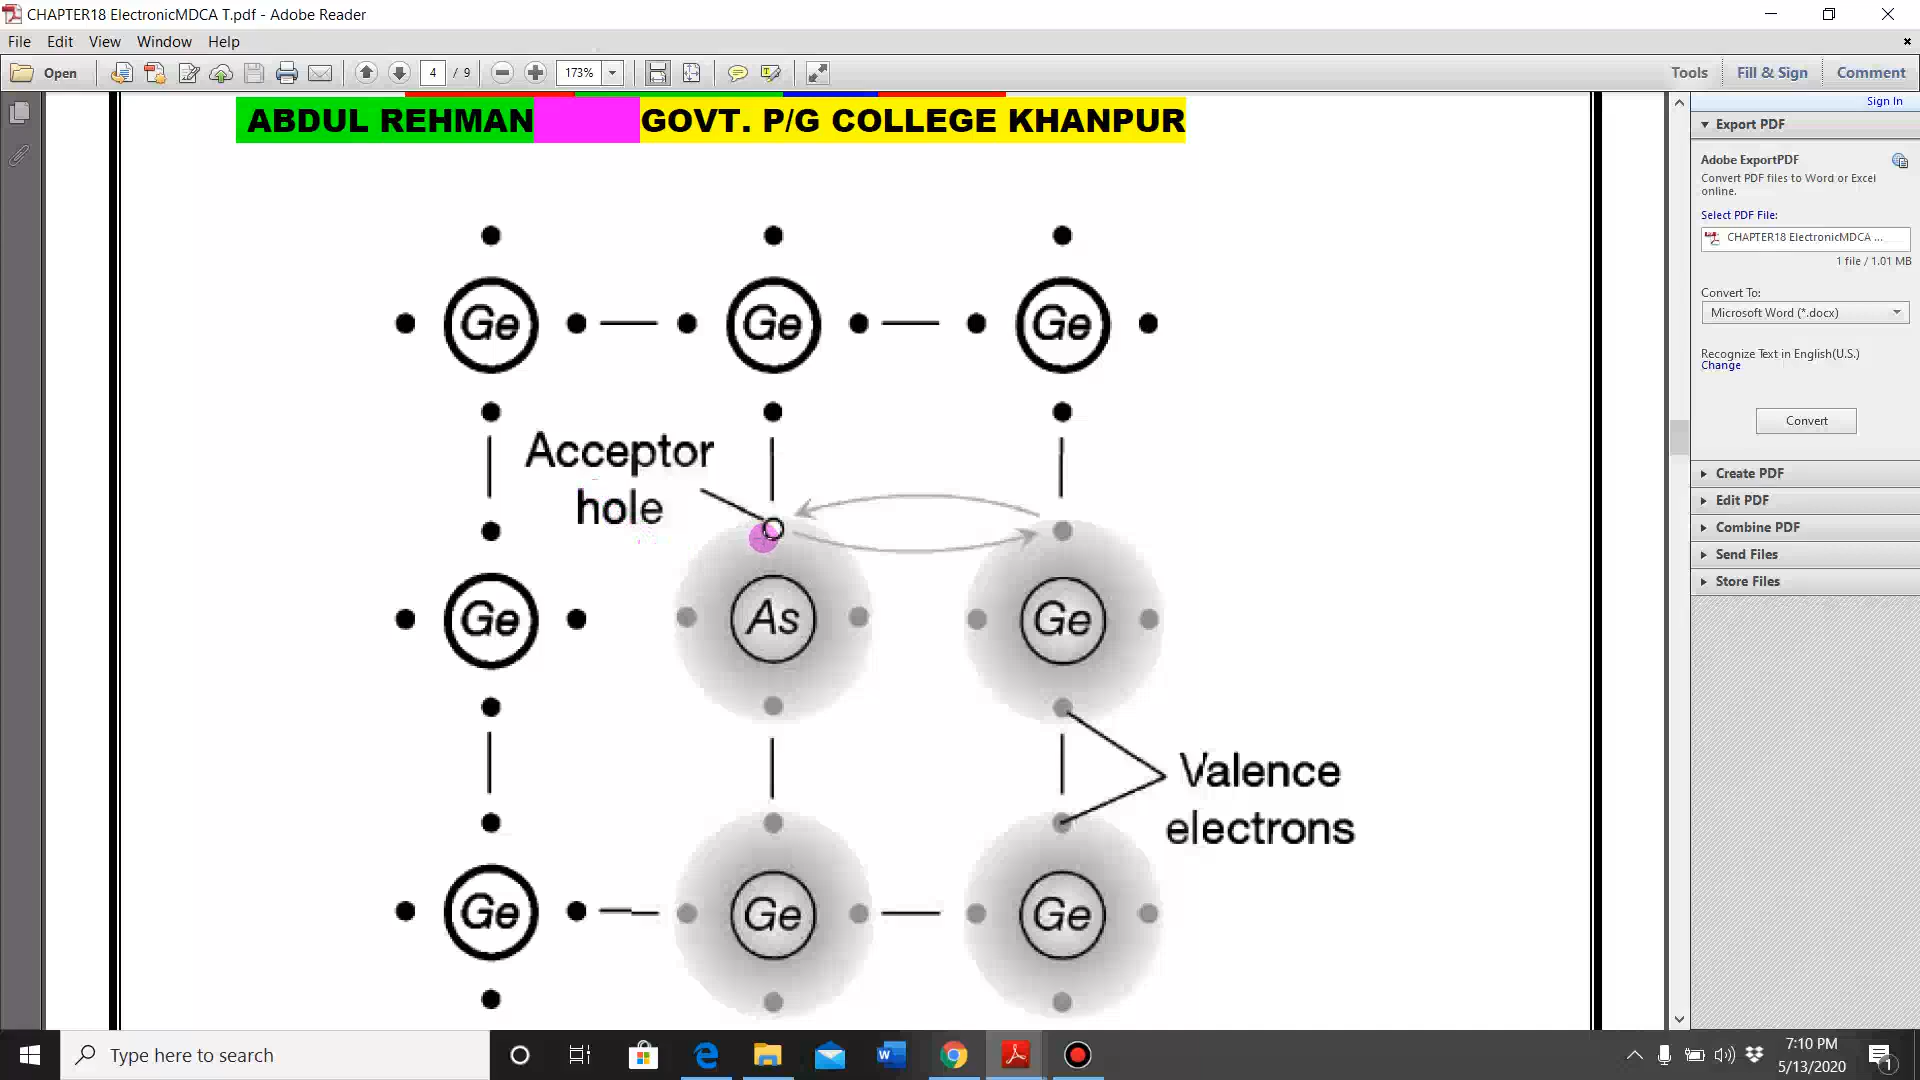 CHAPTER18 ElectronicMDCA T.pdf - Adobe Reader
File Edit View Window Help
Open 4 / 9 173% Tools Fill & Sign Comment
Sign In
ABDUL REHMAN GOVT. P/G COLLEGE KHANPUR
Ge Ge Ge
Acceptor
hole
Ge As Ge
Valence
electrons
Ge Ge Ge
Export PDF
Adobe ExportPDF
Convert PDF files to Word or Excel
online.
Select PDF File:
CHAPTER18 ElectronicMDCA ...
1 file / 1.01 MB
Convert To:
Microsoft Word (*.docx)
Recognize Text in English(U.S.)
Change
Convert
Create PDF
Edit PDF
Combine PDF
Send Files
Store Files
Type here to search
7:10 PM
5/13/2020
1